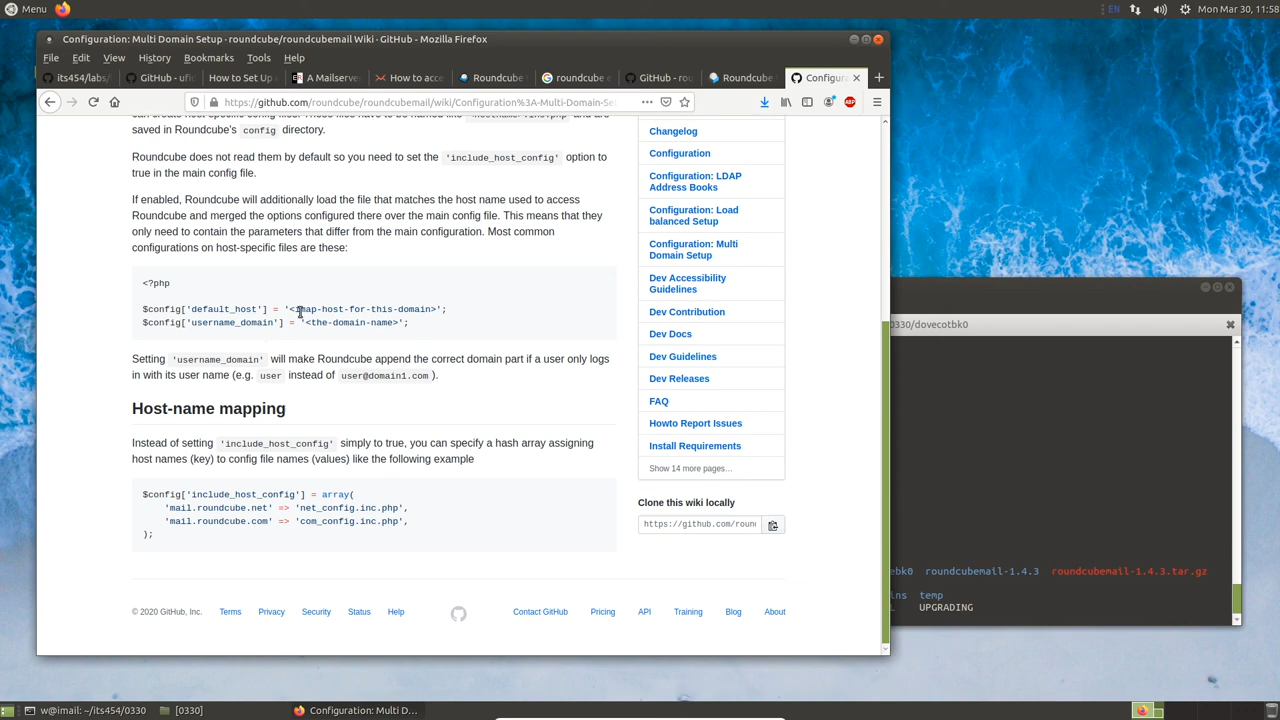 Menu
EN
Mon Mar 30, 11:58
Configuration: Multi Domain Setup · roundcube/roundcubemail Wiki · GitHub - Mozilla Firefox
File Edit View History Bookmarks Tools Help
its454/labs/
GitHub - ufic
How to Set Up
A Mailserver
How to acce
Roundcube
roundcube e
GitHub - rou
Roundcube
Configura
https://github.com/roundcube/roundcubemail/wiki/Configuration%3A-Multi-Domain-Set
ABP
saved in Roundcube's config directory.
Roundcube does not read them by default so you need to set the 'include_host_config' option to
true in the main config file.
If enabled, Roundcube will additionally load the file that matches the host name used to access
Roundcube and merged the options configured there over the main config file. This means that they
only need to contain the parameters that differ from the main configuration. Most common
configurations on host-specific files are these:
<?php
$config['default_host'] = '<imap-host-for-this-domain>';
$config['username_domain'] = '<the-domain-name>';
Setting 'username_domain' will make Roundcube append the correct domain part if a user only logs
in with its user name (e.g. user instead of user@domain1.com ).
Host-name mapping
Instead of setting 'include_host_config' simply to true, you can specify a hash array assigning
host names (key) to config file names (values) like the following example
$config['include_host_config'] = array(
'mail.roundcube.net' => 'net_config.inc.php',
'mail.roundcube.com' => 'com_config.inc.php',
);
Changelog
Configuration
Configuration: LDAP
Address Books
Configuration: Load
balanced Setup
Configuration: Multi
Domain Setup
Dev Accessibility
Guidelines
Dev Contribution
Dev Docs
Dev Guidelines
Dev Releases
FAQ
Howto Report Issues
Install Requirements
Show 14 more pages…
Clone this wiki locally
https://github.com/roun
© 2020 GitHub, Inc. Terms Privacy Security Status Help
Contact GitHub Pricing API Training Blog About
0330/dovecotbk0
ebk0 roundcubemail-1.4.3 roundcubemail-1.4.3.tar.gz
ins temp
L UPGRADING
w@imail: ~/its454/0330
[0330]
Configuration: Multi D...